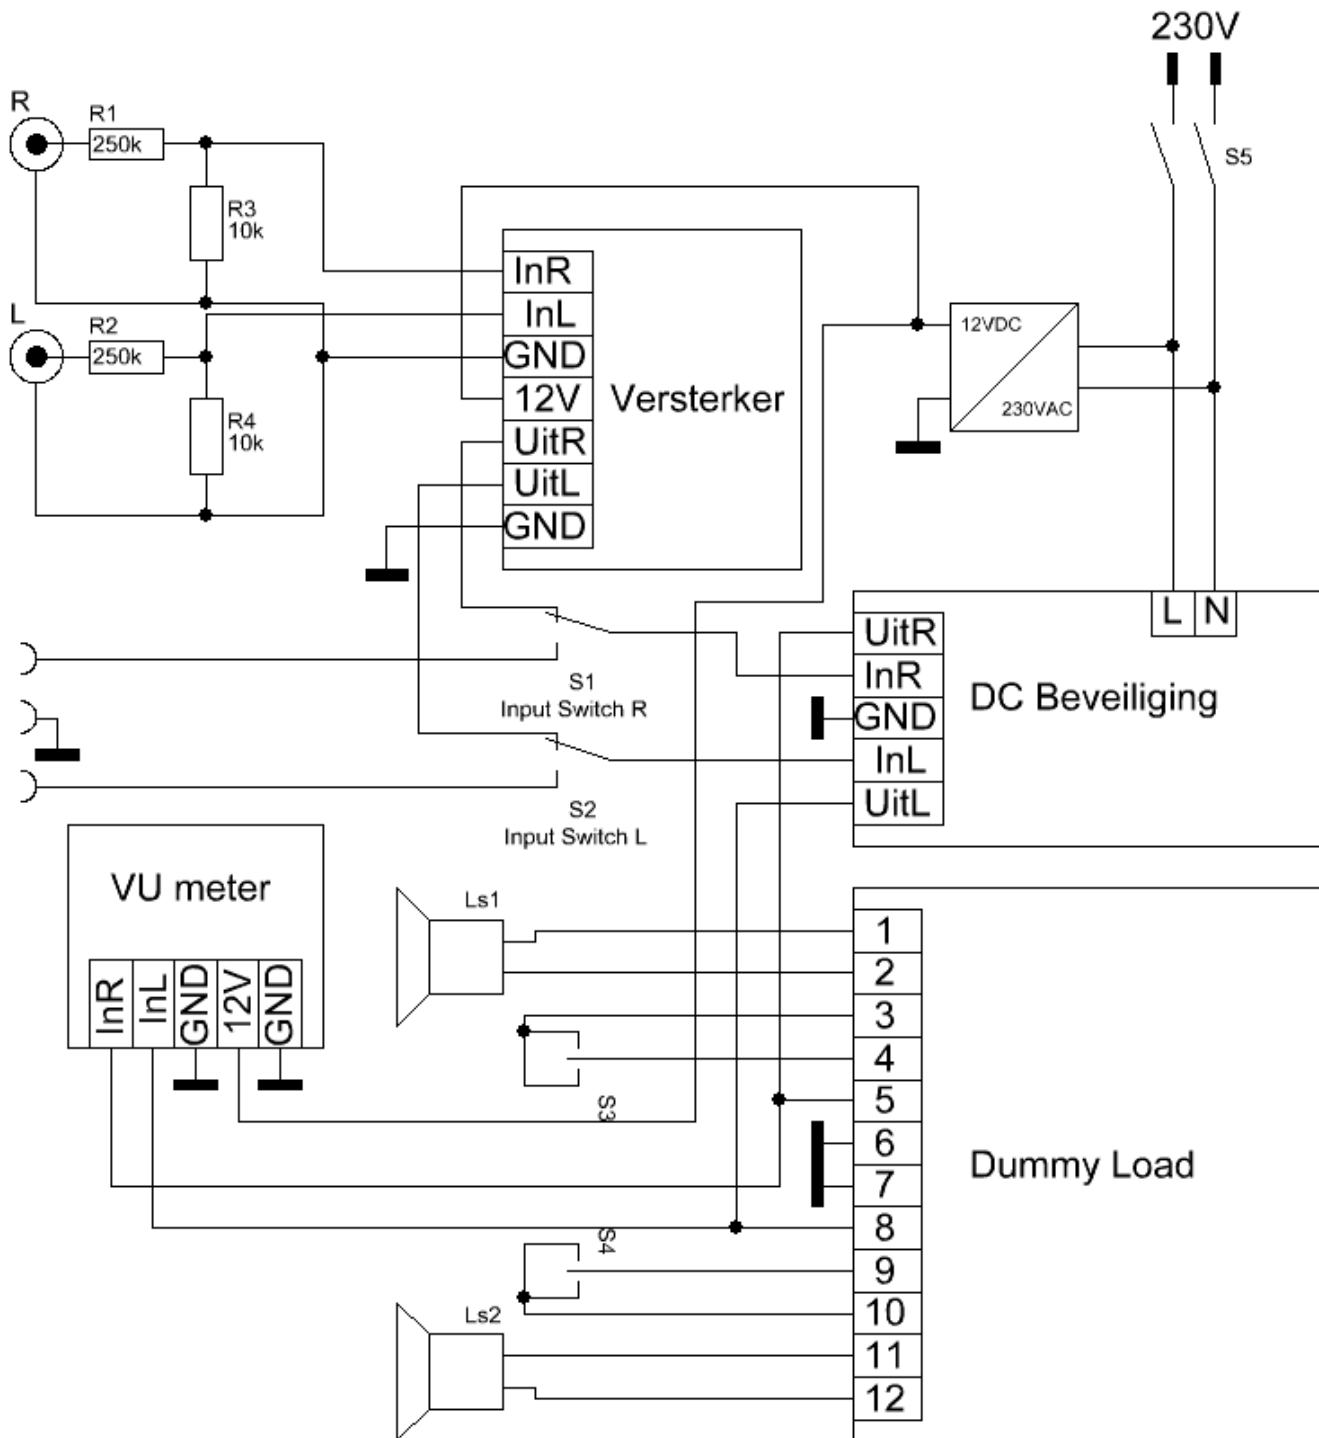 230V
R
R1
250k
R3
10k
S5
L
R2
250k
R4
10k
InR
InL
GND
12V
UitR
UitL
GND
Versterker
12VDC
230VAC
L N
UitR
InR
GND
InL
UitL
DC Beveiliging
S1
Input Switch R
S2
Input Switch L
VU meter
InR
InL
GND
12V
GND
Ls1
S3
S4
Ls2
1
2
3
4
5
6
7
8
9
10
11
12
Dummy Load